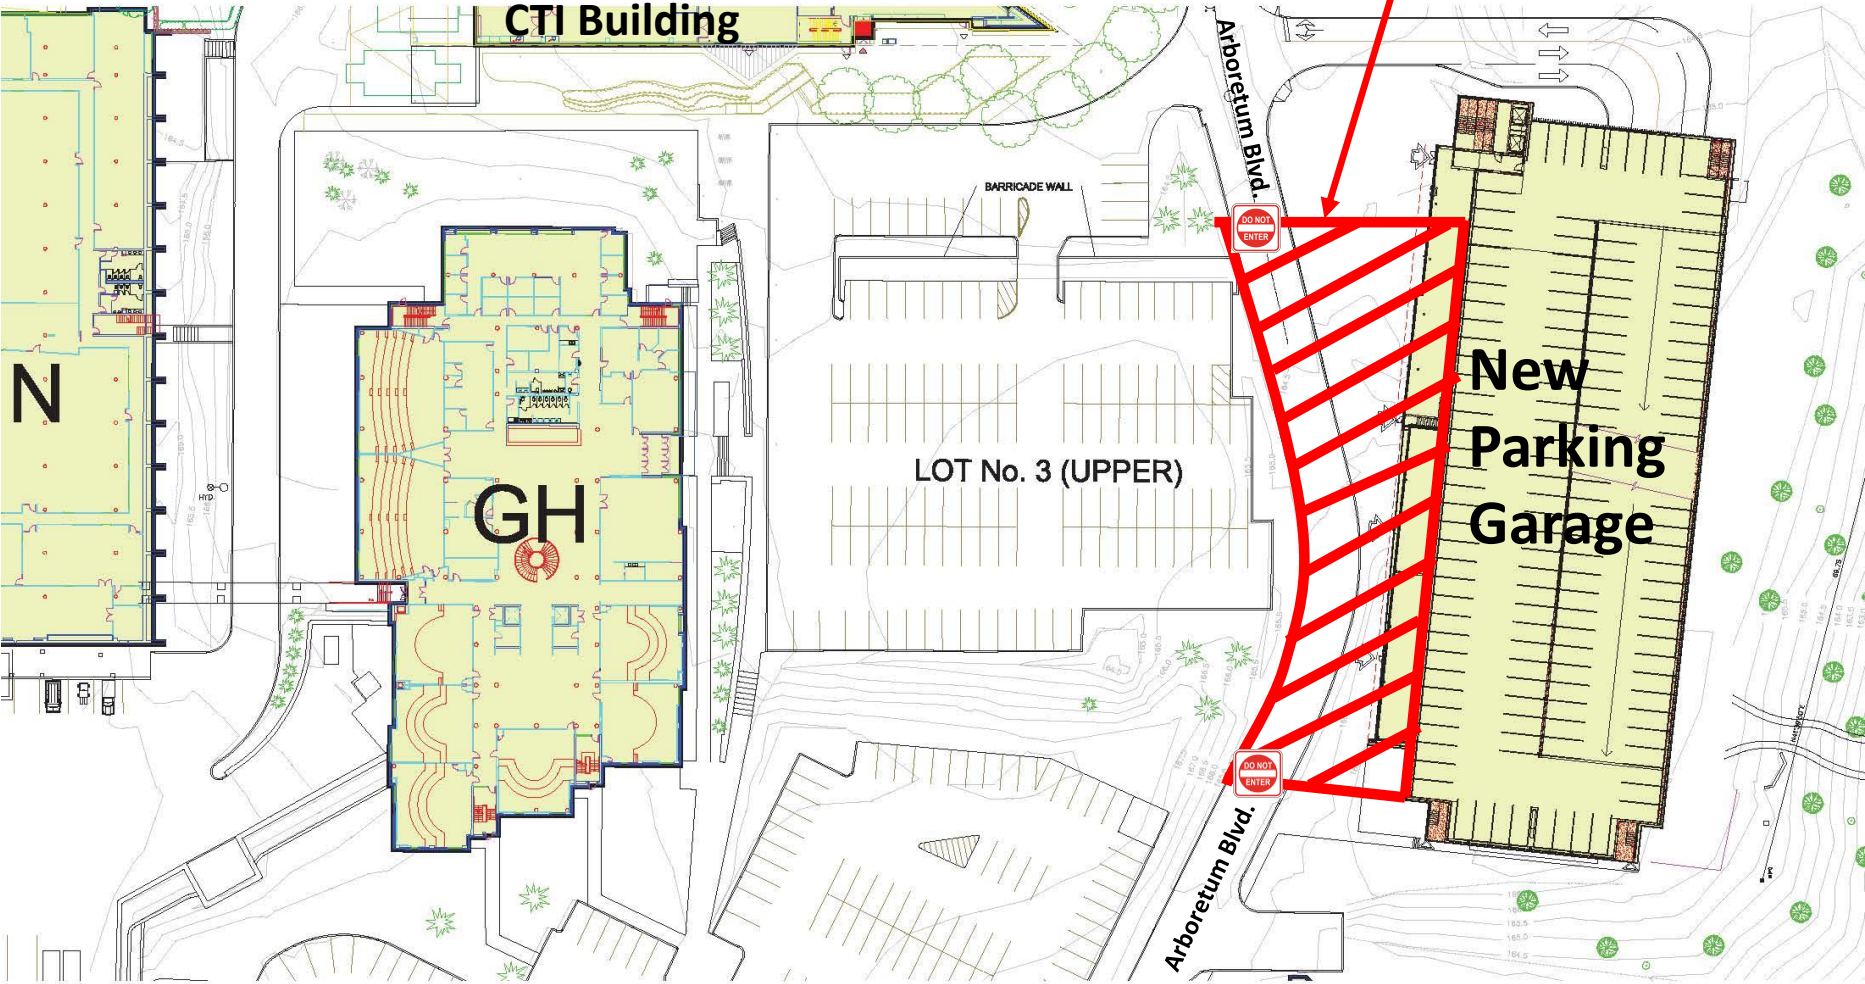 CTI Building
Arboretum Blvd.
BARRICADE WALL
DO NOT
ENTER
N
New
Parking
Garage
LOT No. 3 (UPPER)
GH
HYD
DO NOT
ENTER
Arboretum Blvd.